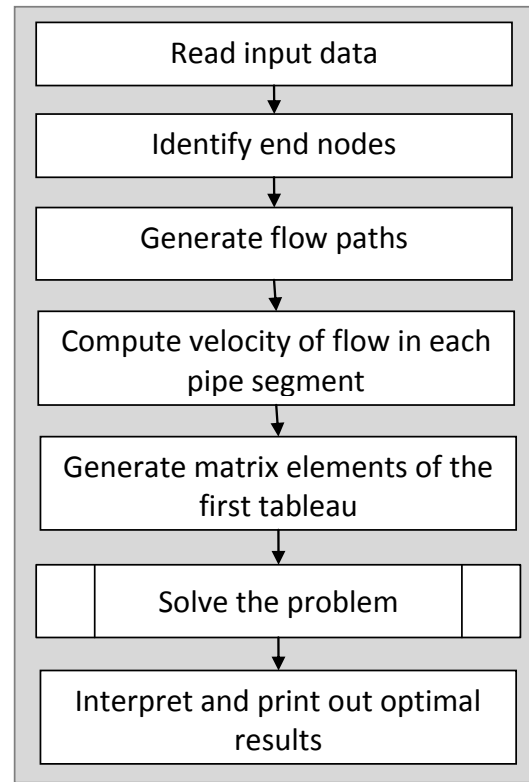 Read input data
Identify end nodes
Generate flow paths
Compute velocity of flow in each
pipe segment
Generate matrix elements of the
first tableau
Solve the problem
Interpret and print out optimal
results